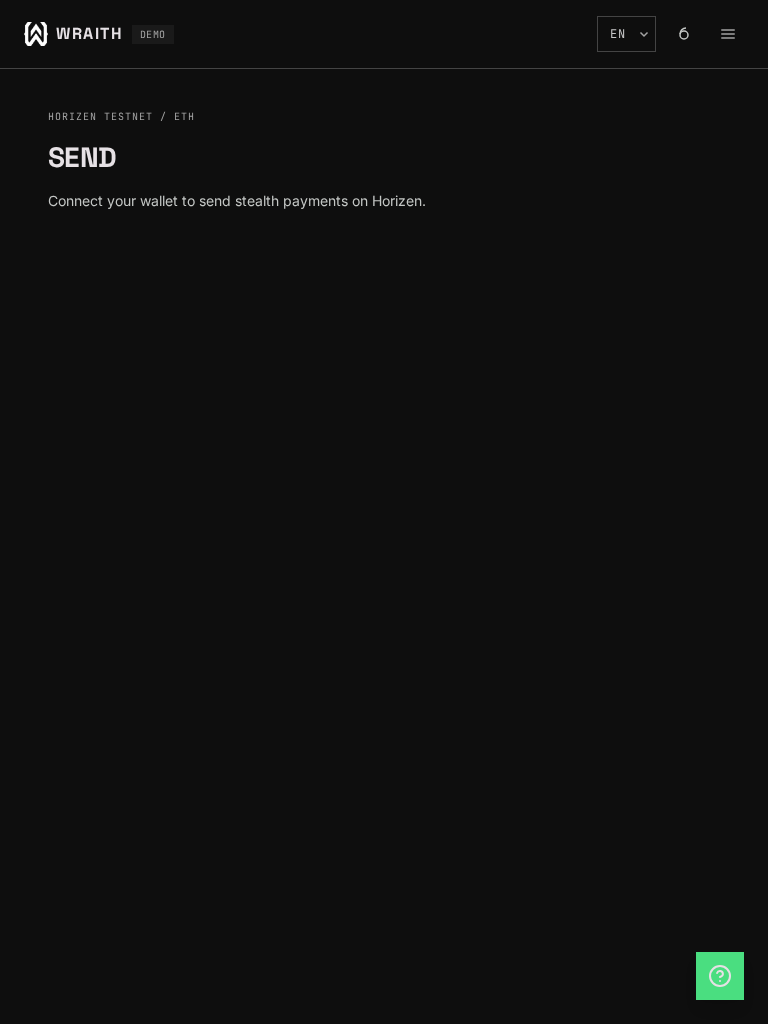 WRAITH DEMO EN
HORIZEN TESTNET / ETH
SEND
Connect your wallet to send stealth payments on Horizen.